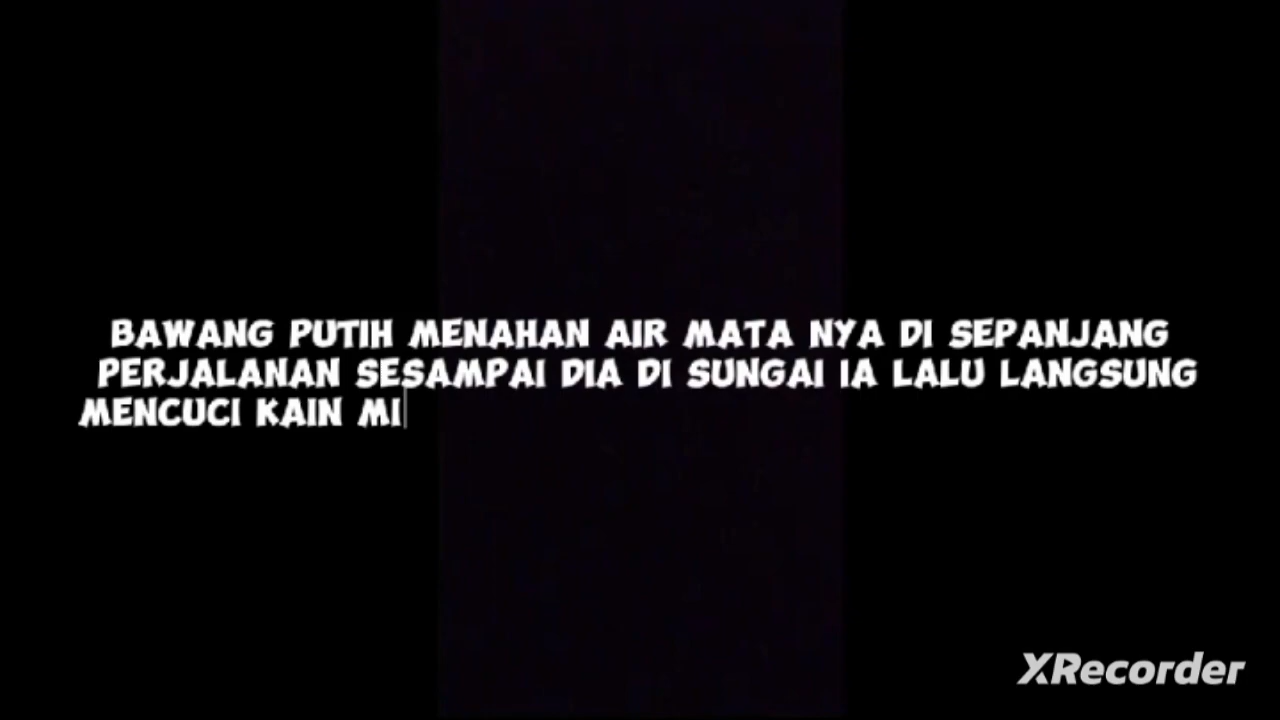 BAWANG PUTIH MENAHAN AIR MATA NYA DI SEPANJANG
PERJALANAN SESAMPAI DIA DI SUNGAI IA LALU LANGSUNG
MENCUCI KAIN MI
XRecorder